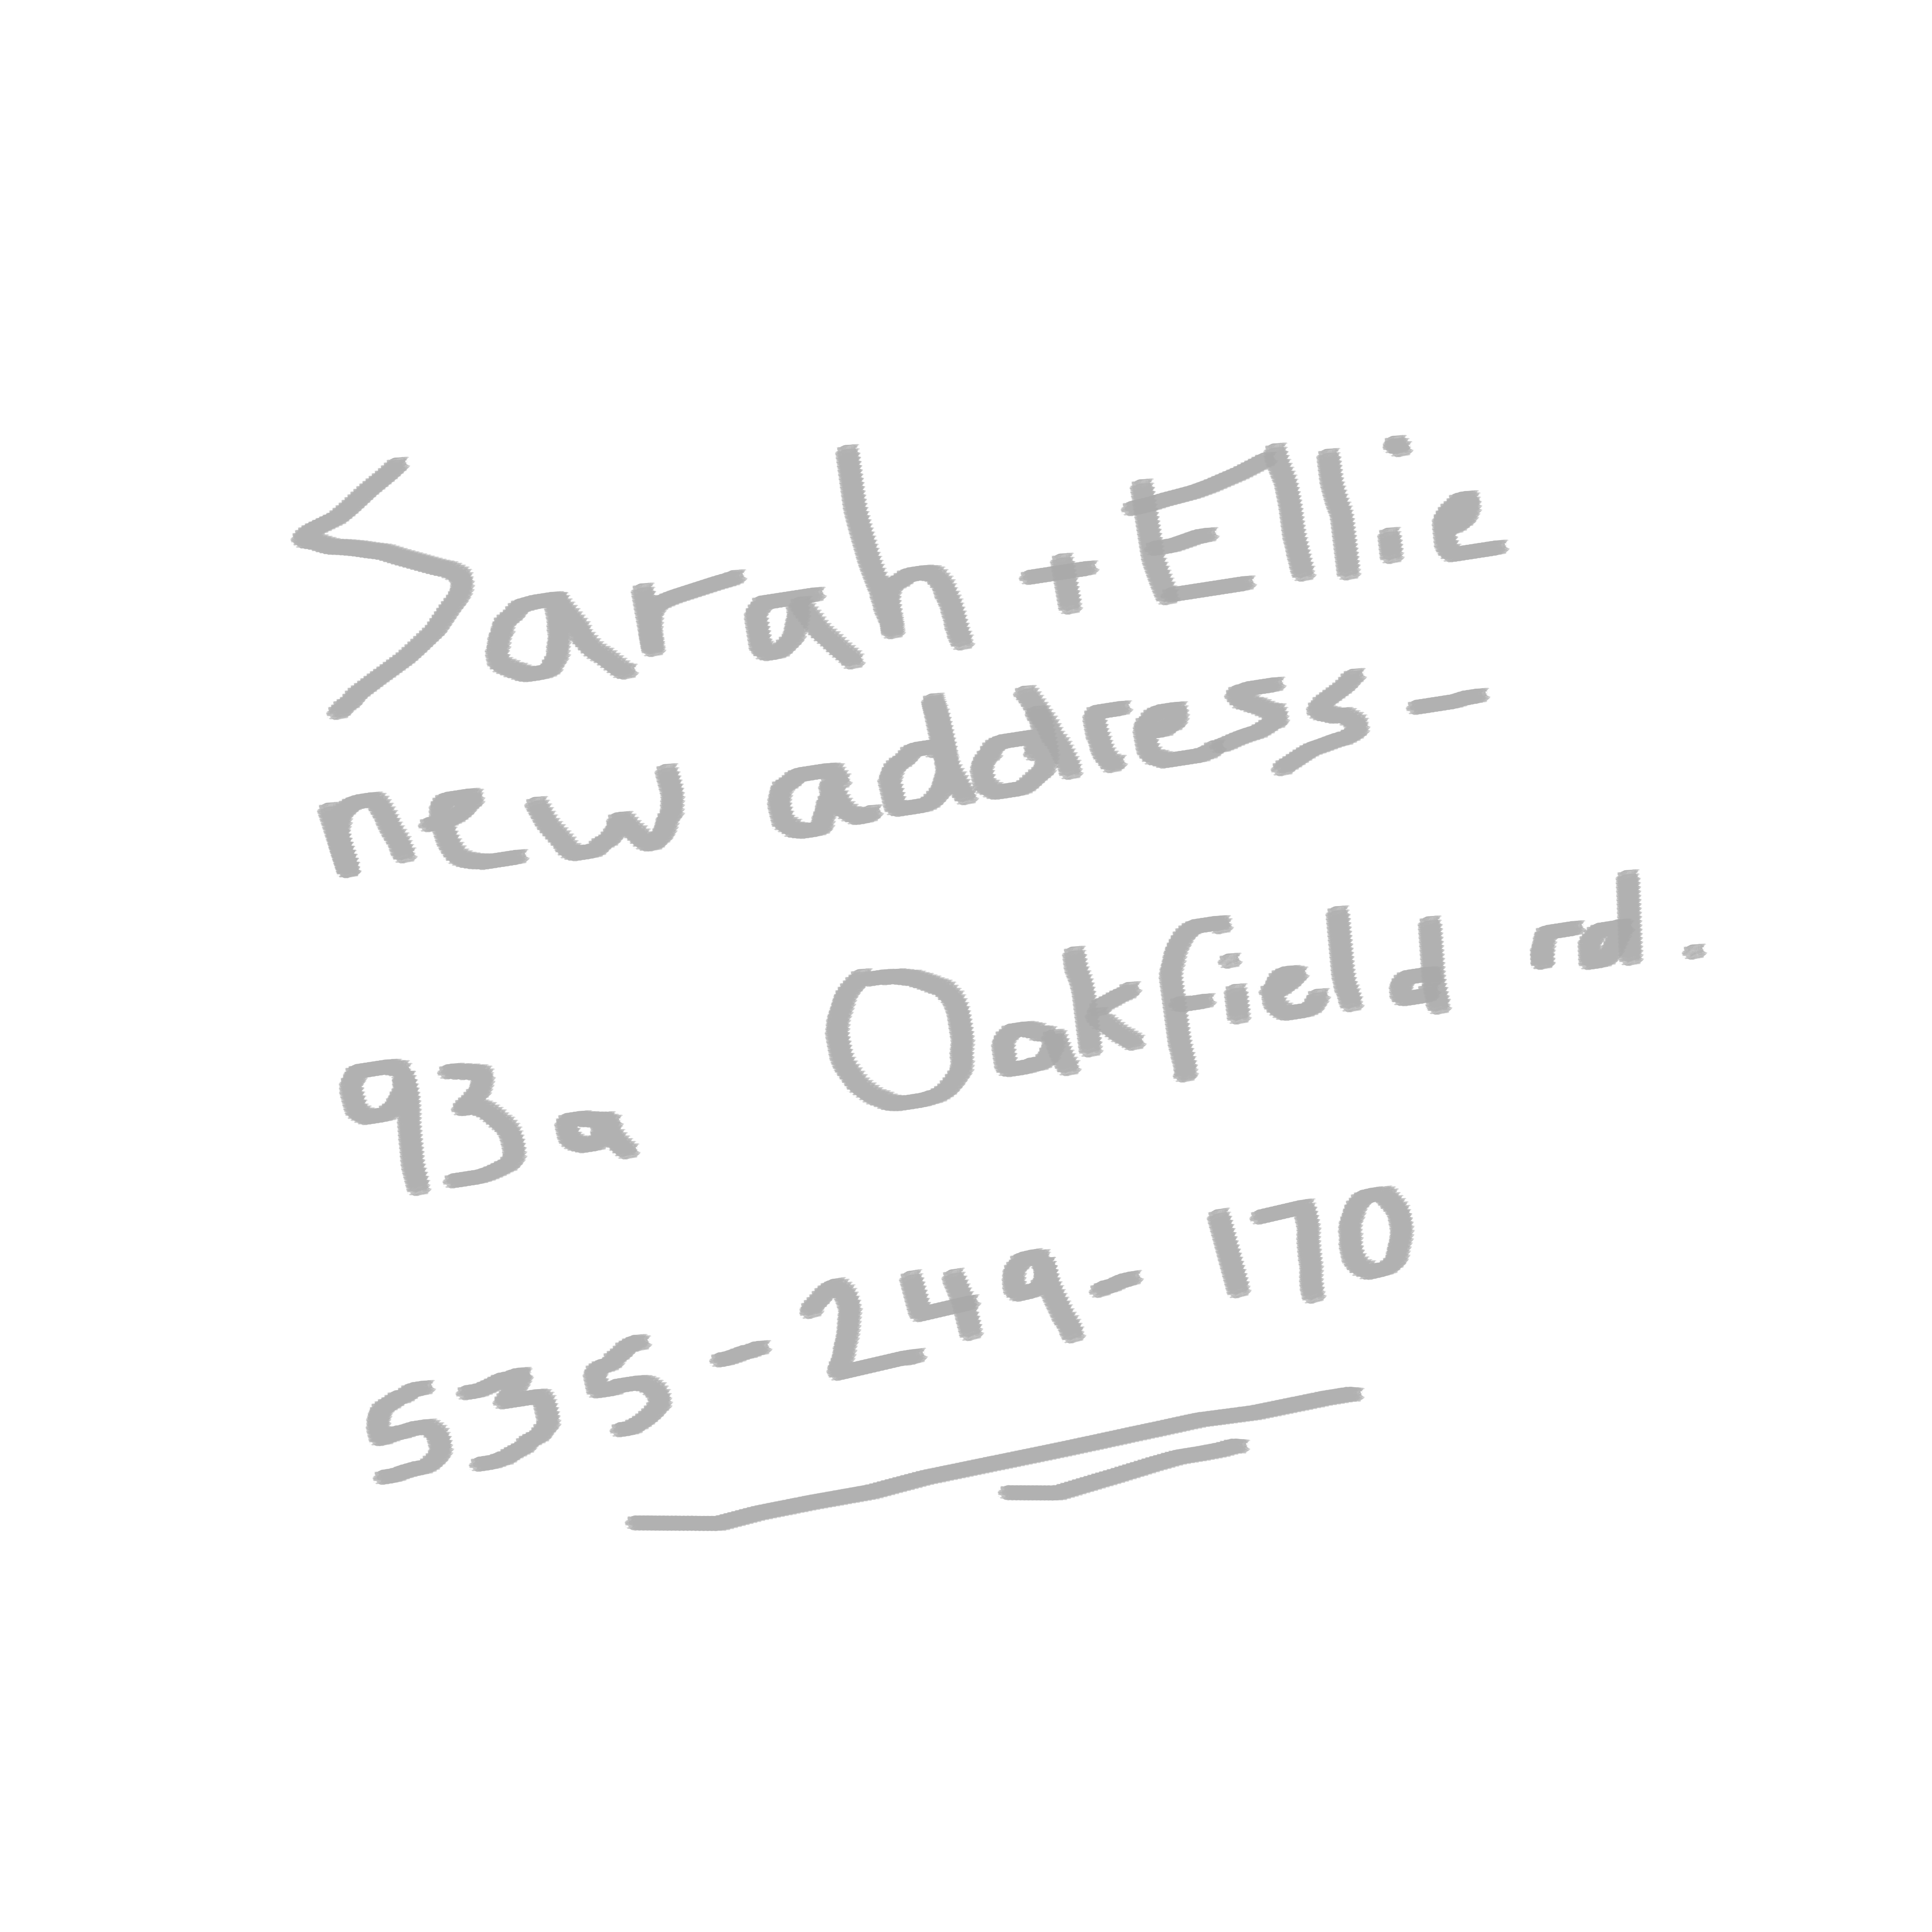 Sarah + Ellie
new address -
93a Oakfield rd.
535-249-170